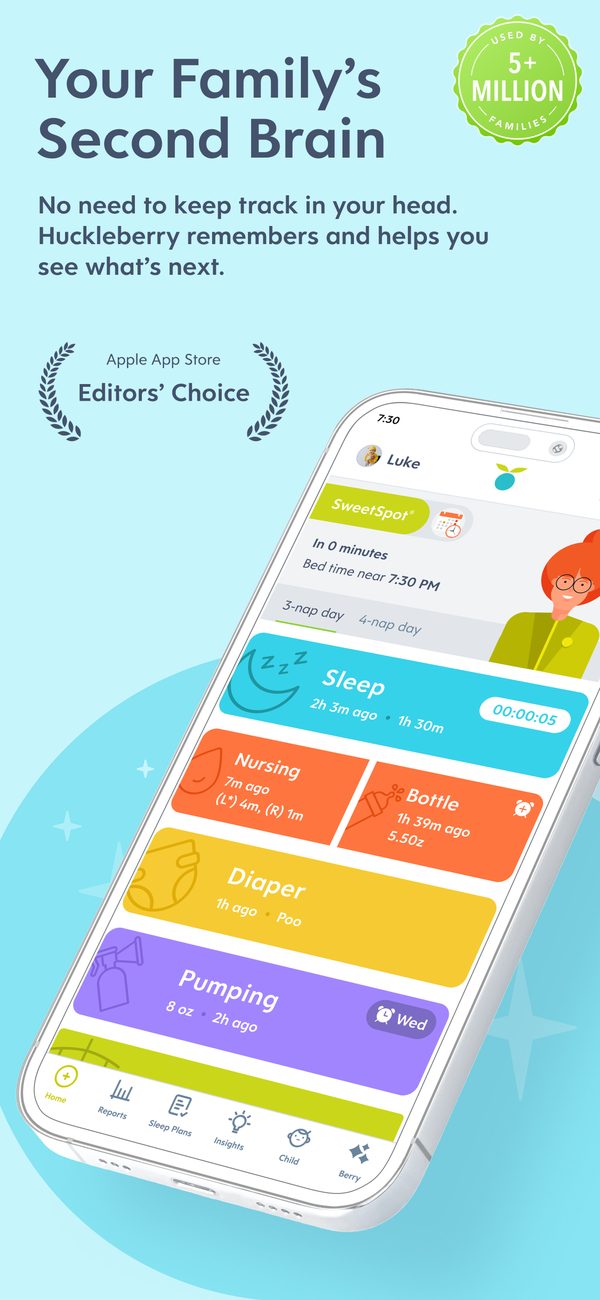 Your Family's
Second Brain
USED BY
5+
MILLION
FAMILIES
No need to keep track in your head.
Huckleberry remembers and helps you
see what's next.
Apple App Store
Editors' Choice
7:30
Luke
SweetSpot®
In 0 minutes
Bed time near 7:30 PM
3-nap day 4-nap day
Sleep
2h 3m ago • 1h 30m
00:00:05
Nursing
7m ago
(L*) 4m, (R) 1m
Bottle
1h 39m ago
5.50z
Diaper
1h ago • Poo
Pumping
8 oz • 2h ago
Wed
Home
Reports
Sleep Plans
Insights
Child
Berry